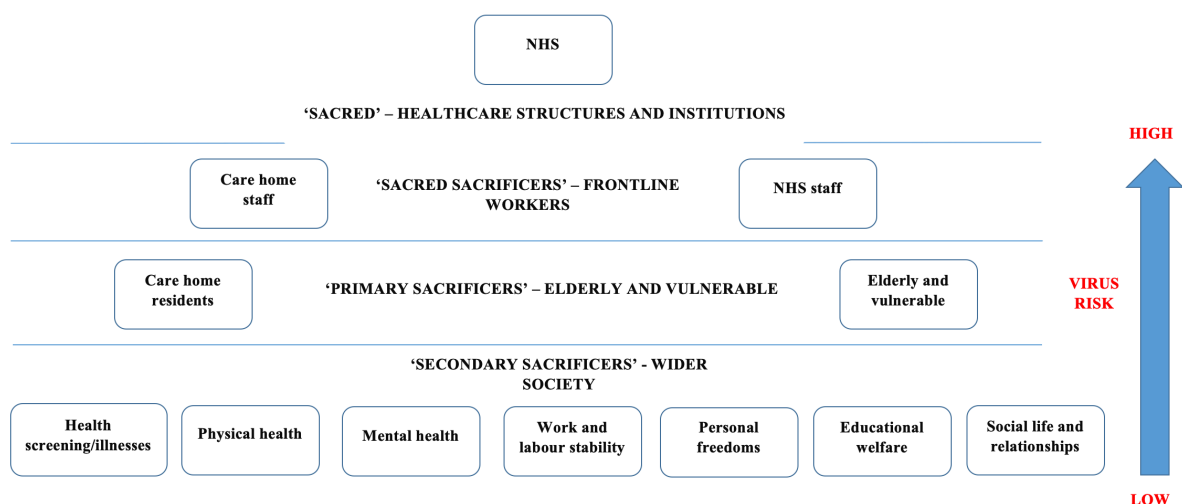 NHS
‘SACRED’ – HEALTHCARE STRUCTURES AND INSTITUTIONS
HIGH
Care home
staff
‘SACRED SACRIFICERS’ – FRONTLINE
WORKERS
NHS staff
Care home
residents
‘PRIMARY SACRIFICERS’ – ELDERLY AND VULNERABLE
Elderly and
vulnerable
VIRUS
RISK
‘SECONDARY SACRIFICERS’ - WIDER
SOCIETY
Health
screening/illnesses
Physical health
Mental health
Work and
labour stability
Personal
freedoms
Educational
welfare
Social life and
relationships
LOW